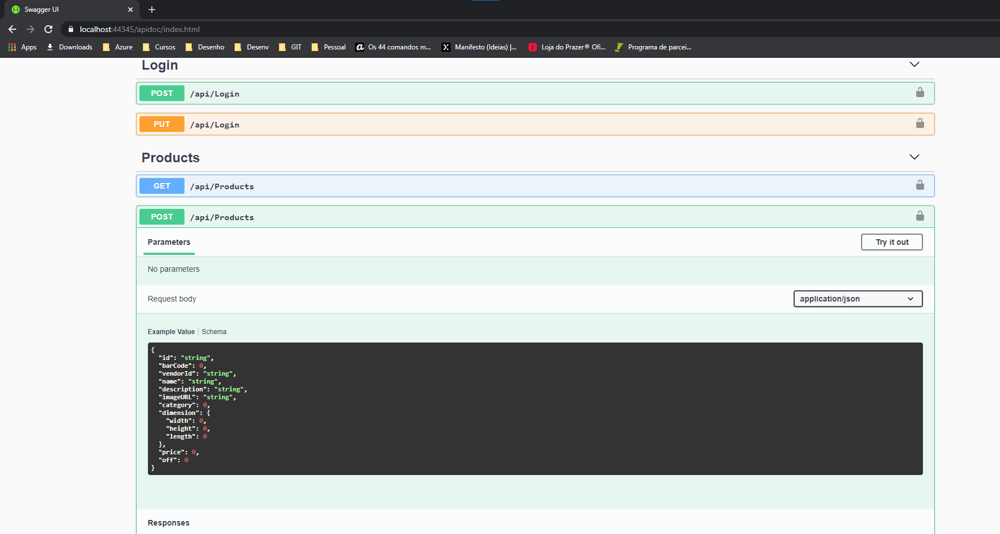 Swagger UI
localhost:44345/apidoc/index.html
Apps Downloads Azure Cursos Desenho Desenv GIT Pessoal Os 44 comandos m... Manifesto (Ideias) |... Loja do Prazer® Ofi... Programa de parcei...
Login
POST /api/Login
PUT /api/Login
Products
GET /api/Products
POST /api/Products
Parameters Try it out
No parameters
Request body application/json
Example Value | Schema
{
"id": "string",
"barCode": 0,
"vendorId": "string",
"name": "string",
"description": "string",
"imageURL": "string",
"category": 0,
"dimension": {
"width": 0,
"height": 0,
"length": 0
},
"price": 0,
"off": 0
}
Responses